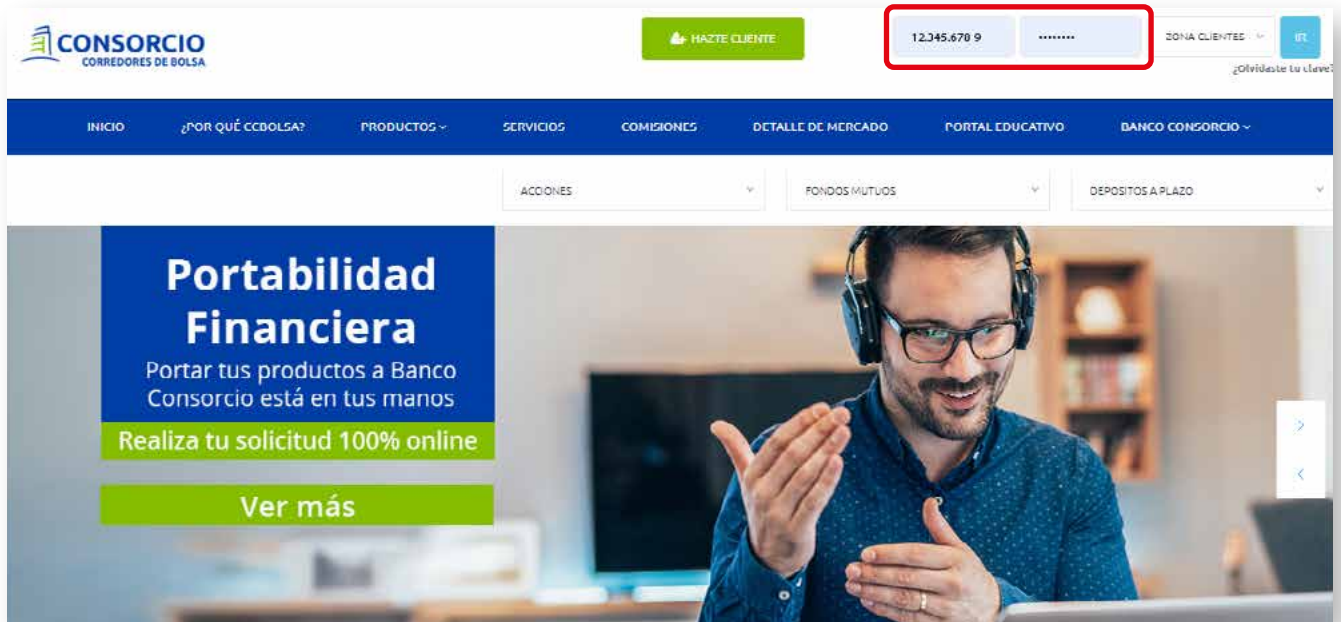 CONSORCIO
CORREDORES DE BOLSA
HAZTE CLIENTE
12.345.678 9
••••••••
ZONA CLIENTES
IR
¿Olvidaste tu clave?
INICIO ¿POR QUÉ CCBOLSA? PRODUCTOS SERVICIOS COMISIONES DETALLE DE MERCADO PORTAL EDUCATIVO BANCO CONSORCIO
ACCIONES FONDOS MUTUOS DEPOSITOS A PLAZO
Portabilidad
Financiera
Portar tus productos a Banco
Consorcio está en tus manos
Realiza tu solicitud 100% online
Ver más